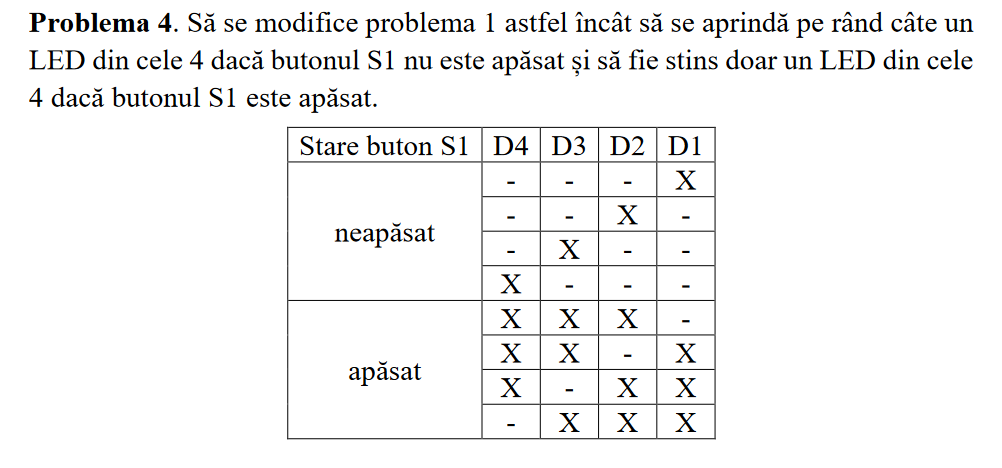 Problema 4. Să se modifice problema 1 astfel încât să se aprindă pe rând câte un
LED din cele 4 dacă butonul S1 nu este apăsat și să fie stins doar un LED din cele
4 dacă butonul S1 este apăsat.
Stare buton S1 D4 D3 D2 D1
neapăsat
- - - X
- - X -
- X - -
X - - -
apăsat
X X X -
X X - X
X - X X
- X X X